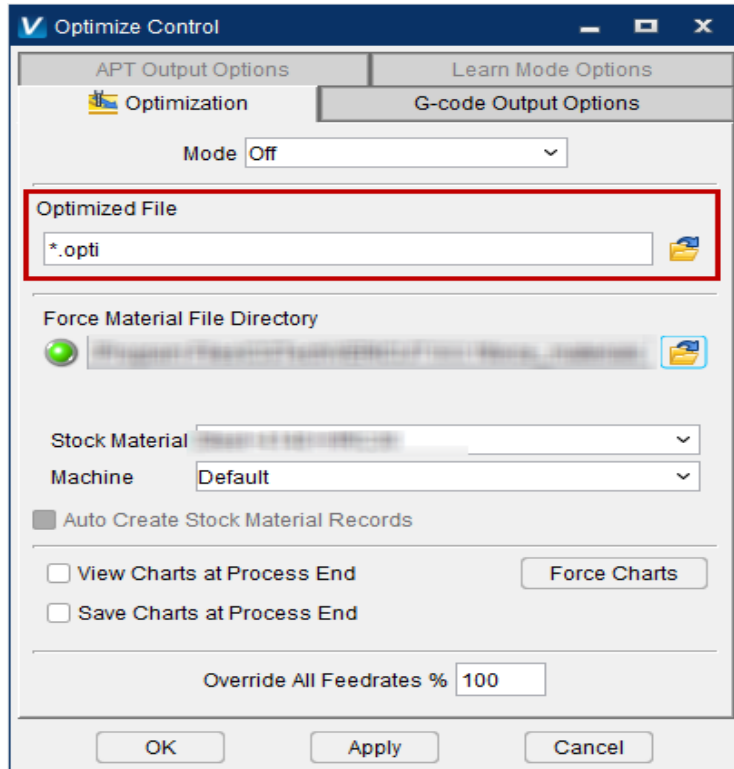 Optimize Control
APT Output Options
Learn Mode Options
Optimization
G-code Output Options
Mode Off
Optimized File
*.opti
Force Material File Directory
Stock Material
Machine Default
Auto Create Stock Material Records
View Charts at Process End
Force Charts
Save Charts at Process End
Override All Feedrates % 100
OK
Apply
Cancel